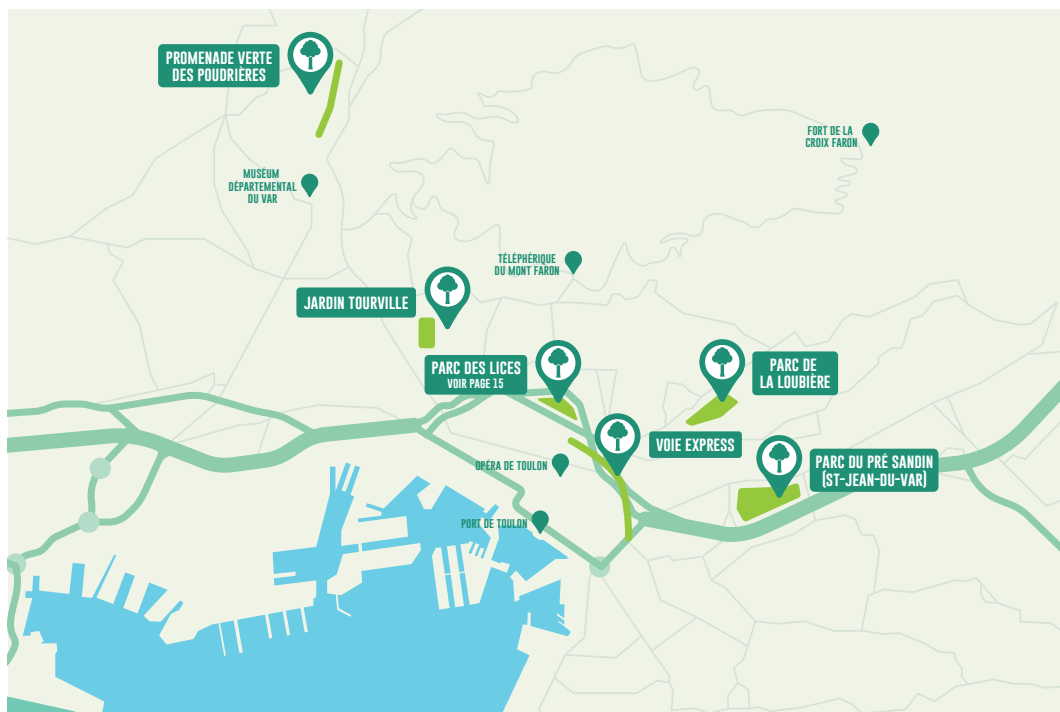 PROMENADE VERTE
DES POUDRIÈRES
FORT DE LA
CROIX FARON
MUSÉUM
DÉPARTEMENTAL
DU VAR
TÉLÉPHÉRIQUE
DU MONT FARON
JARDIN TOURVILLE
PARC DES LICES
VOIR PAGE 15
PARC DE
LA LOUBIÈRE
VOIE EXPRESS
OPÉRA DE TOULON
PARC DU PRÉ SANDIN
(ST-JEAN-DU-VAR)
PORT DE TOULON